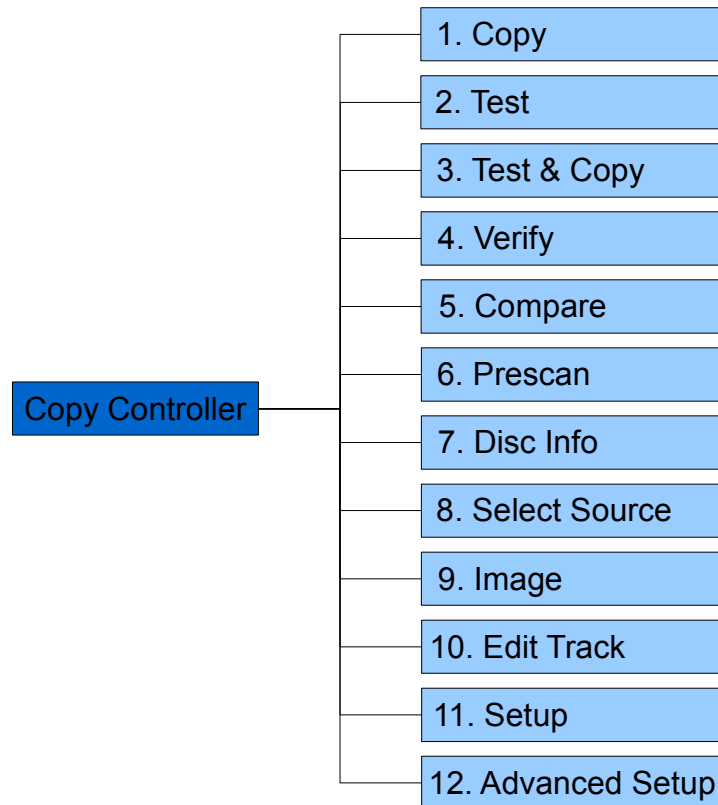 1. Copy
2. Test
3. Test & Copy
4. Verify
5. Compare
6. Prescan
Copy Controller
7. Disc Info
8. Select Source
9. Image
10. Edit Track
11. Setup
12. Advanced Setup